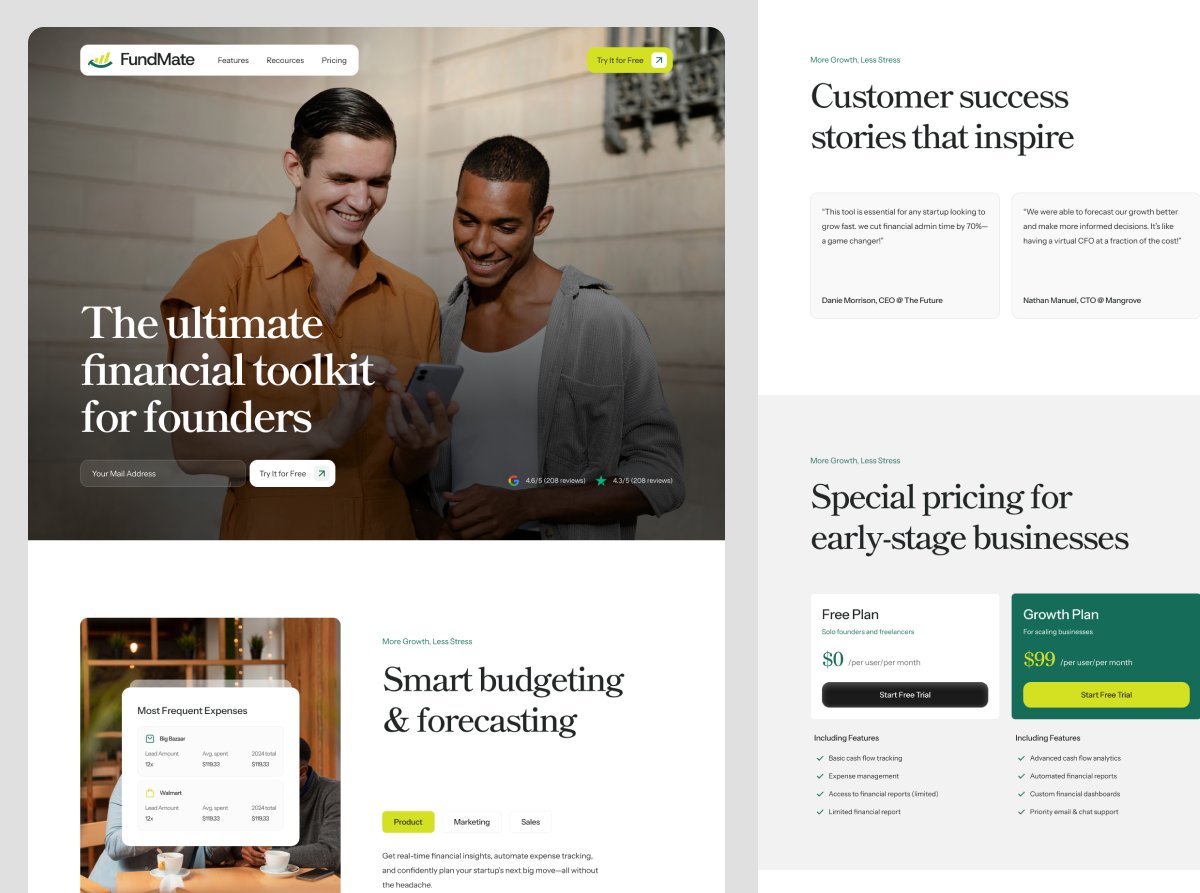 FundMate
Features
Recources
Pricing
Try It for Free
The ultimate
financial toolkit
for founders
Your Mail Address
Try It for Free
4.6/5 (208 reviews)
4.3/5 (208 reviews)
Most Frequent Expenses
Big Bazaar
Lead Amount
Avg. spent
2024 total
12x
$119.33
$119.33
Walmart
Lead Amount
Avg. spent
2024 total
12x
$119.33
$119.33
More Growth, Less Stress
Smart budgeting
& forecasting
Product
Marketing
Sales
Get real-time financial insights, automate expense tracking,
and confidently plan your startup's next big move—all without
the headache.
More Growth, Less Stress
Customer success
stories that inspire
"This tool is essential for any startup looking to
grow fast. we cut financial admin time by 70%—
a game changer!"
Danie Morrison, CEO @ The Future
"We were able to forecast our growth better
and make more informed decisions. It's like
having a virtual CFO at a fraction of the cost!"
Nathan Manuel, CTO @ Mangrove
More Growth, Less Stress
Special pricing for
early-stage businesses
Free Plan
Solo founders and freelancers
$0 /per user/per month
Start Free Trial
Including Features
Basic cash flow tracking
Expense management
Access to financial reports (limited)
Limited financial report
Growth Plan
For scaling businesses
$99 /per user/per month
Start Free Trial
Including Features
Advanced cash flow analytics
Automated financial reports
Custom financial dashboards
Priority email & chat support